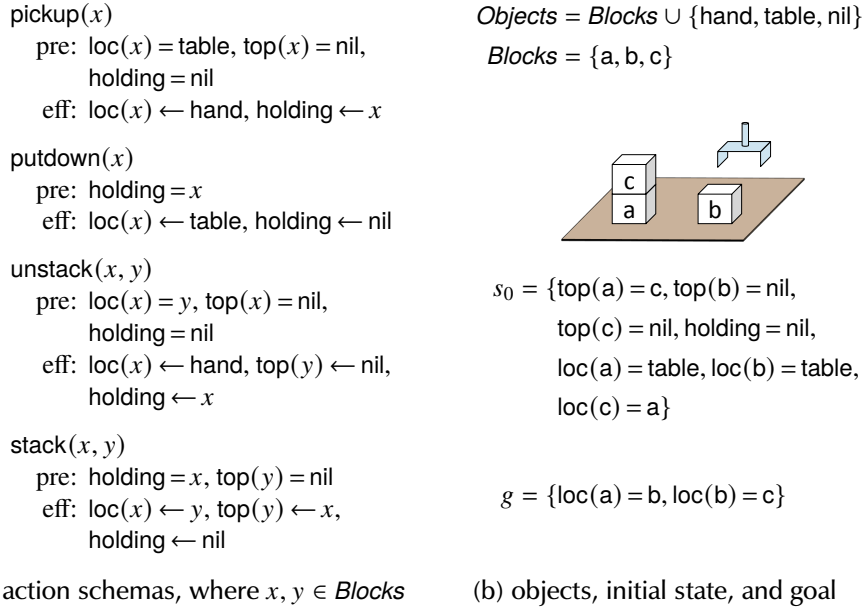 pickup(x)
pre: loc(x) = table, top(x) = nil,
holding = nil
eff: loc(x) ← hand, holding ← x
putdown(x)
pre: holding = x
eff: loc(x) ← table, holding ← nil
unstack(x, y)
pre: loc(x) = y, top(x) = nil,
holding = nil
eff: loc(x) ← hand, top(y) ← nil,
holding ← x
stack(x, y)
pre: holding = x, top(y) = nil
eff: loc(x) ← y, top(y) ← x,
holding ← nil
action schemas, where x, y ∈ Blocks
Objects = Blocks ∪ {hand, table, nil}
Blocks = {a, b, c}
c
a
b
s₀ = {top(a) = c, top(b) = nil,
top(c) = nil, holding = nil,
loc(a) = table, loc(b) = table,
loc(c) = a}
g = {loc(a) = b, loc(b) = c}
(b) objects, initial state, and goal